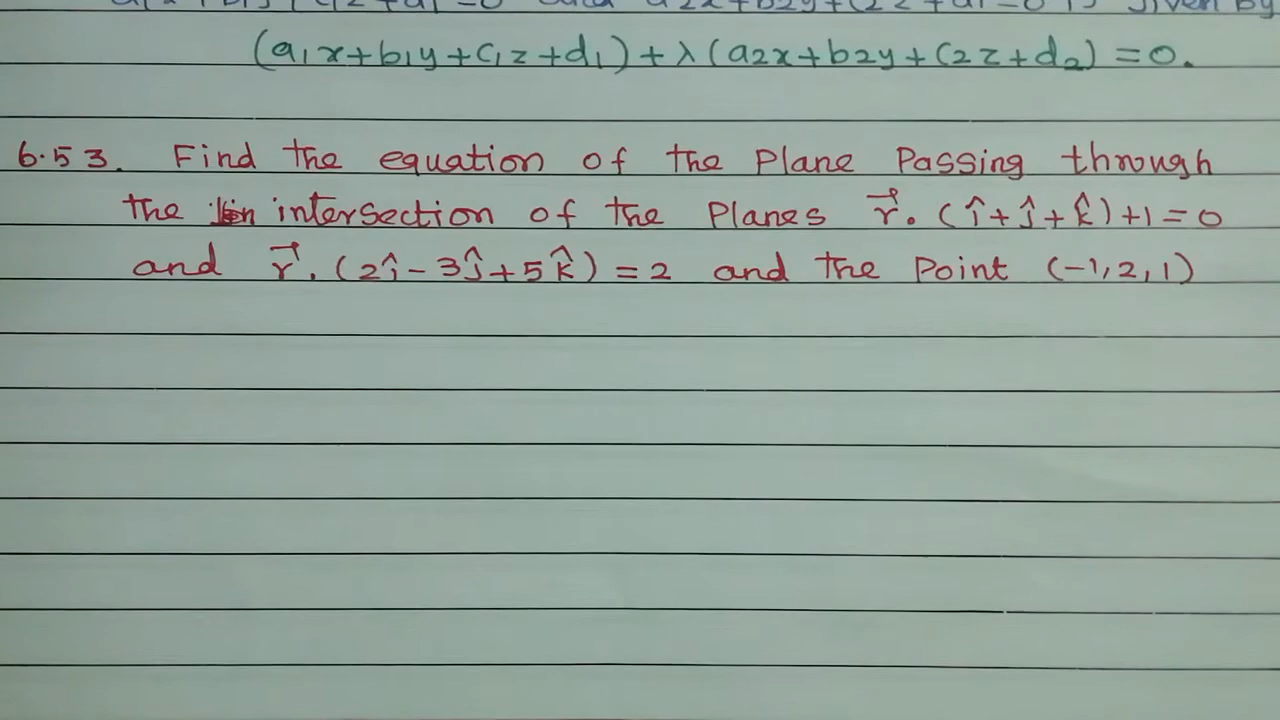 (a₁x+b₁y+c₁z+d₁)+λ(a₂x+b₂y+c₂z+d₂)=0.
6.53. Find the equation of the Plane Passing through
the intersection of the Planes r⃗.(î+ĵ+k̂)+1=0
and r⃗.(2î-3ĵ+5k̂)=2 and the Point (-1,2,1)